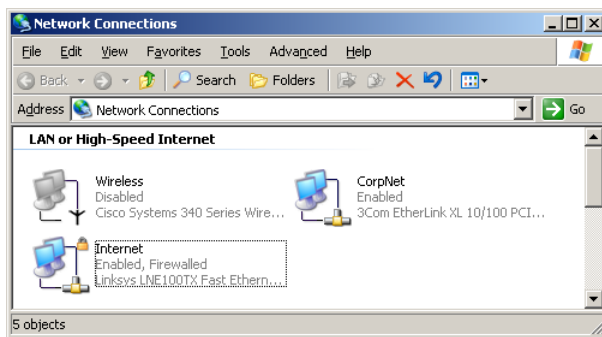 Network Connections
File Edit View Favorites Tools Advanced Help
Back Search Folders
Address Network Connections Go
LAN or High-Speed Internet
Wireless
Disabled
Cisco Systems 340 Series Wire...
CorpNet
Enabled
3Com EtherLink XL 10/100 PCI...
Internet
Enabled, Firewalled
Linksys LNE100TX Fast Ethern...
5 objects